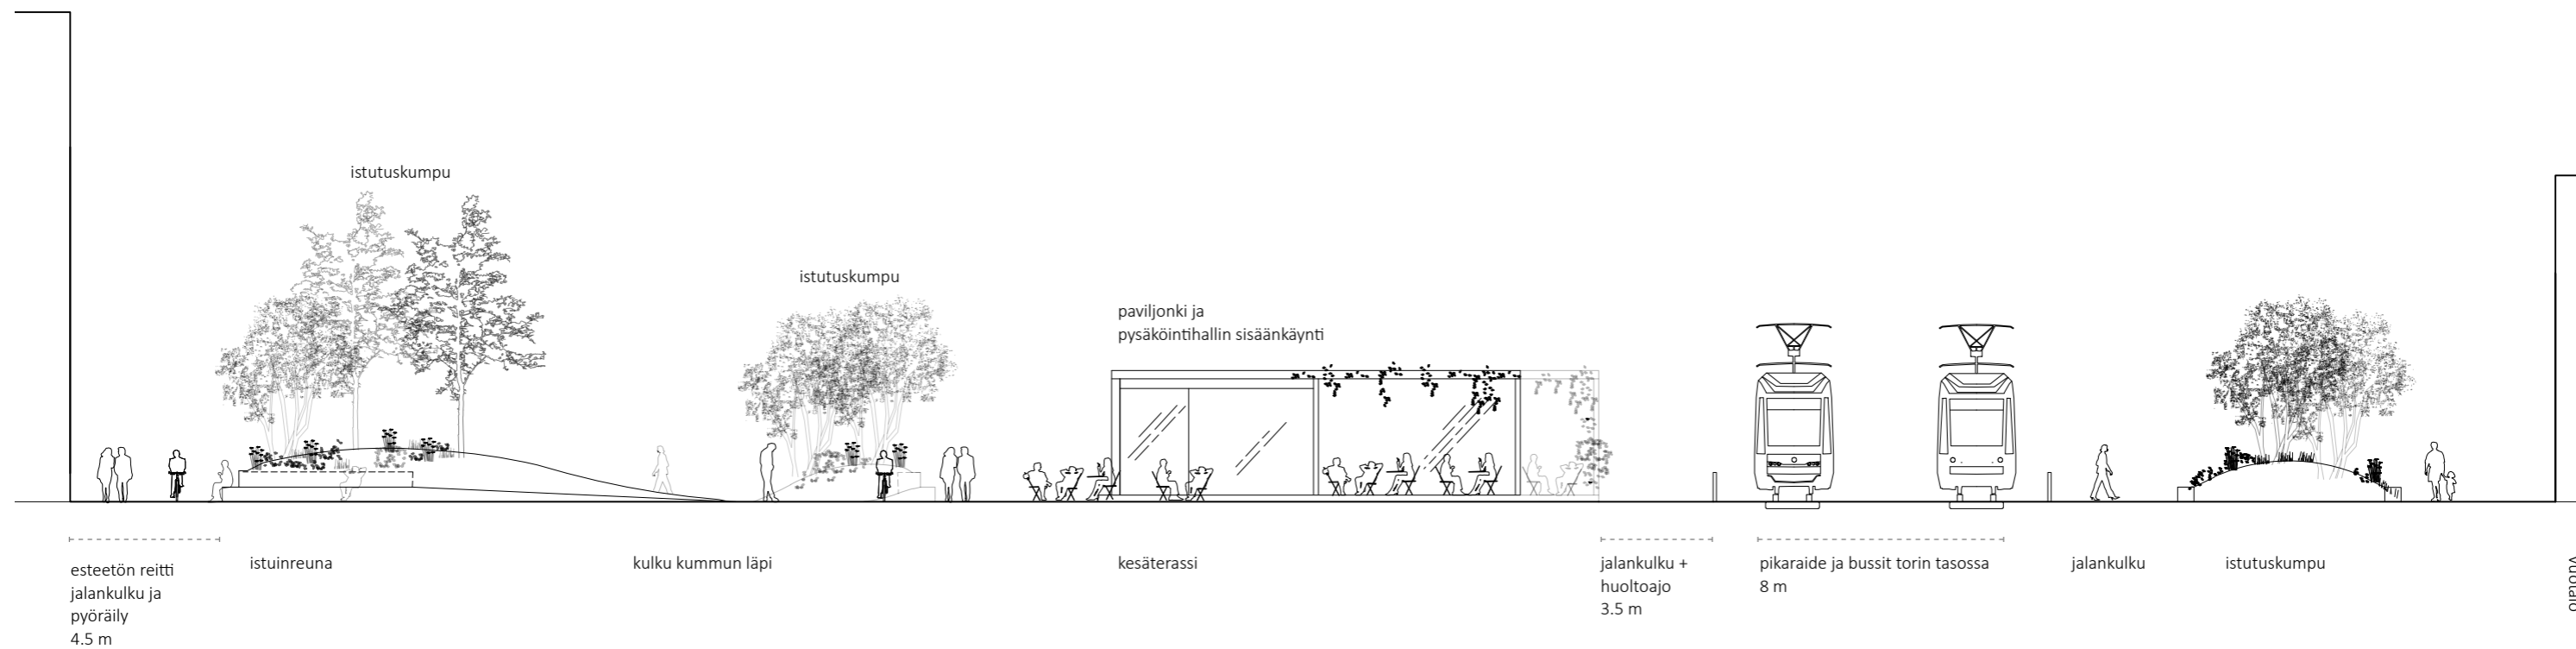 istutuskumpu
istutuskumpu
paviljonki ja
pysäköintihallin sisäänkäynti
esteetön reitti
jalankulku ja
pyöräily
4.5 m
istuinreuna
kulku kummun läpi
kesäterassi
jalankulku +
huoltoajo
3.5 m
pikaraide ja bussit torin tasossa
8 m
jalankulku
istutuskumpu